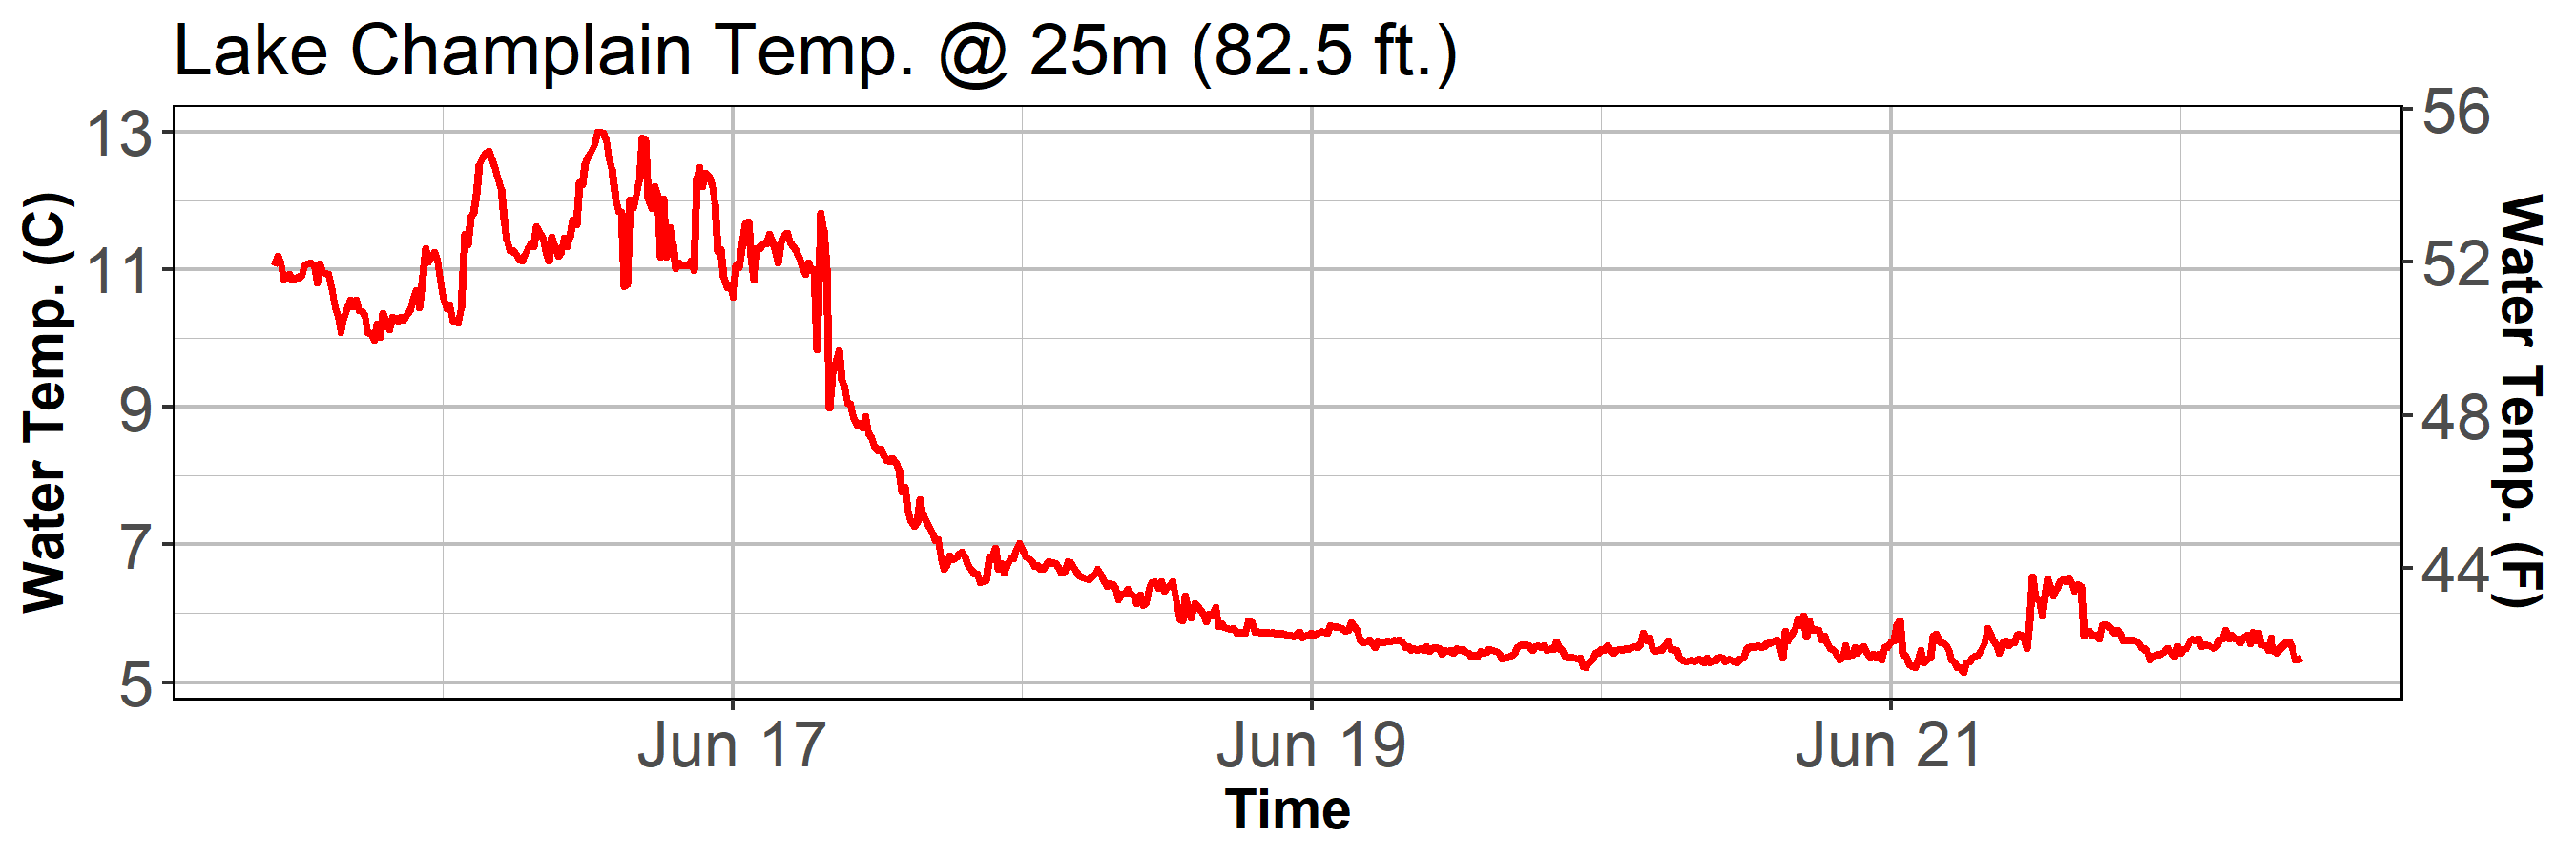 Lake Champlain Temp. @ 25m (82.5 ft.)
Water Temp. (C)
13
11
9
7
5
56
52
48
44
Water Temp. (F)
Jun 17 Jun 19 Jun 21
Time